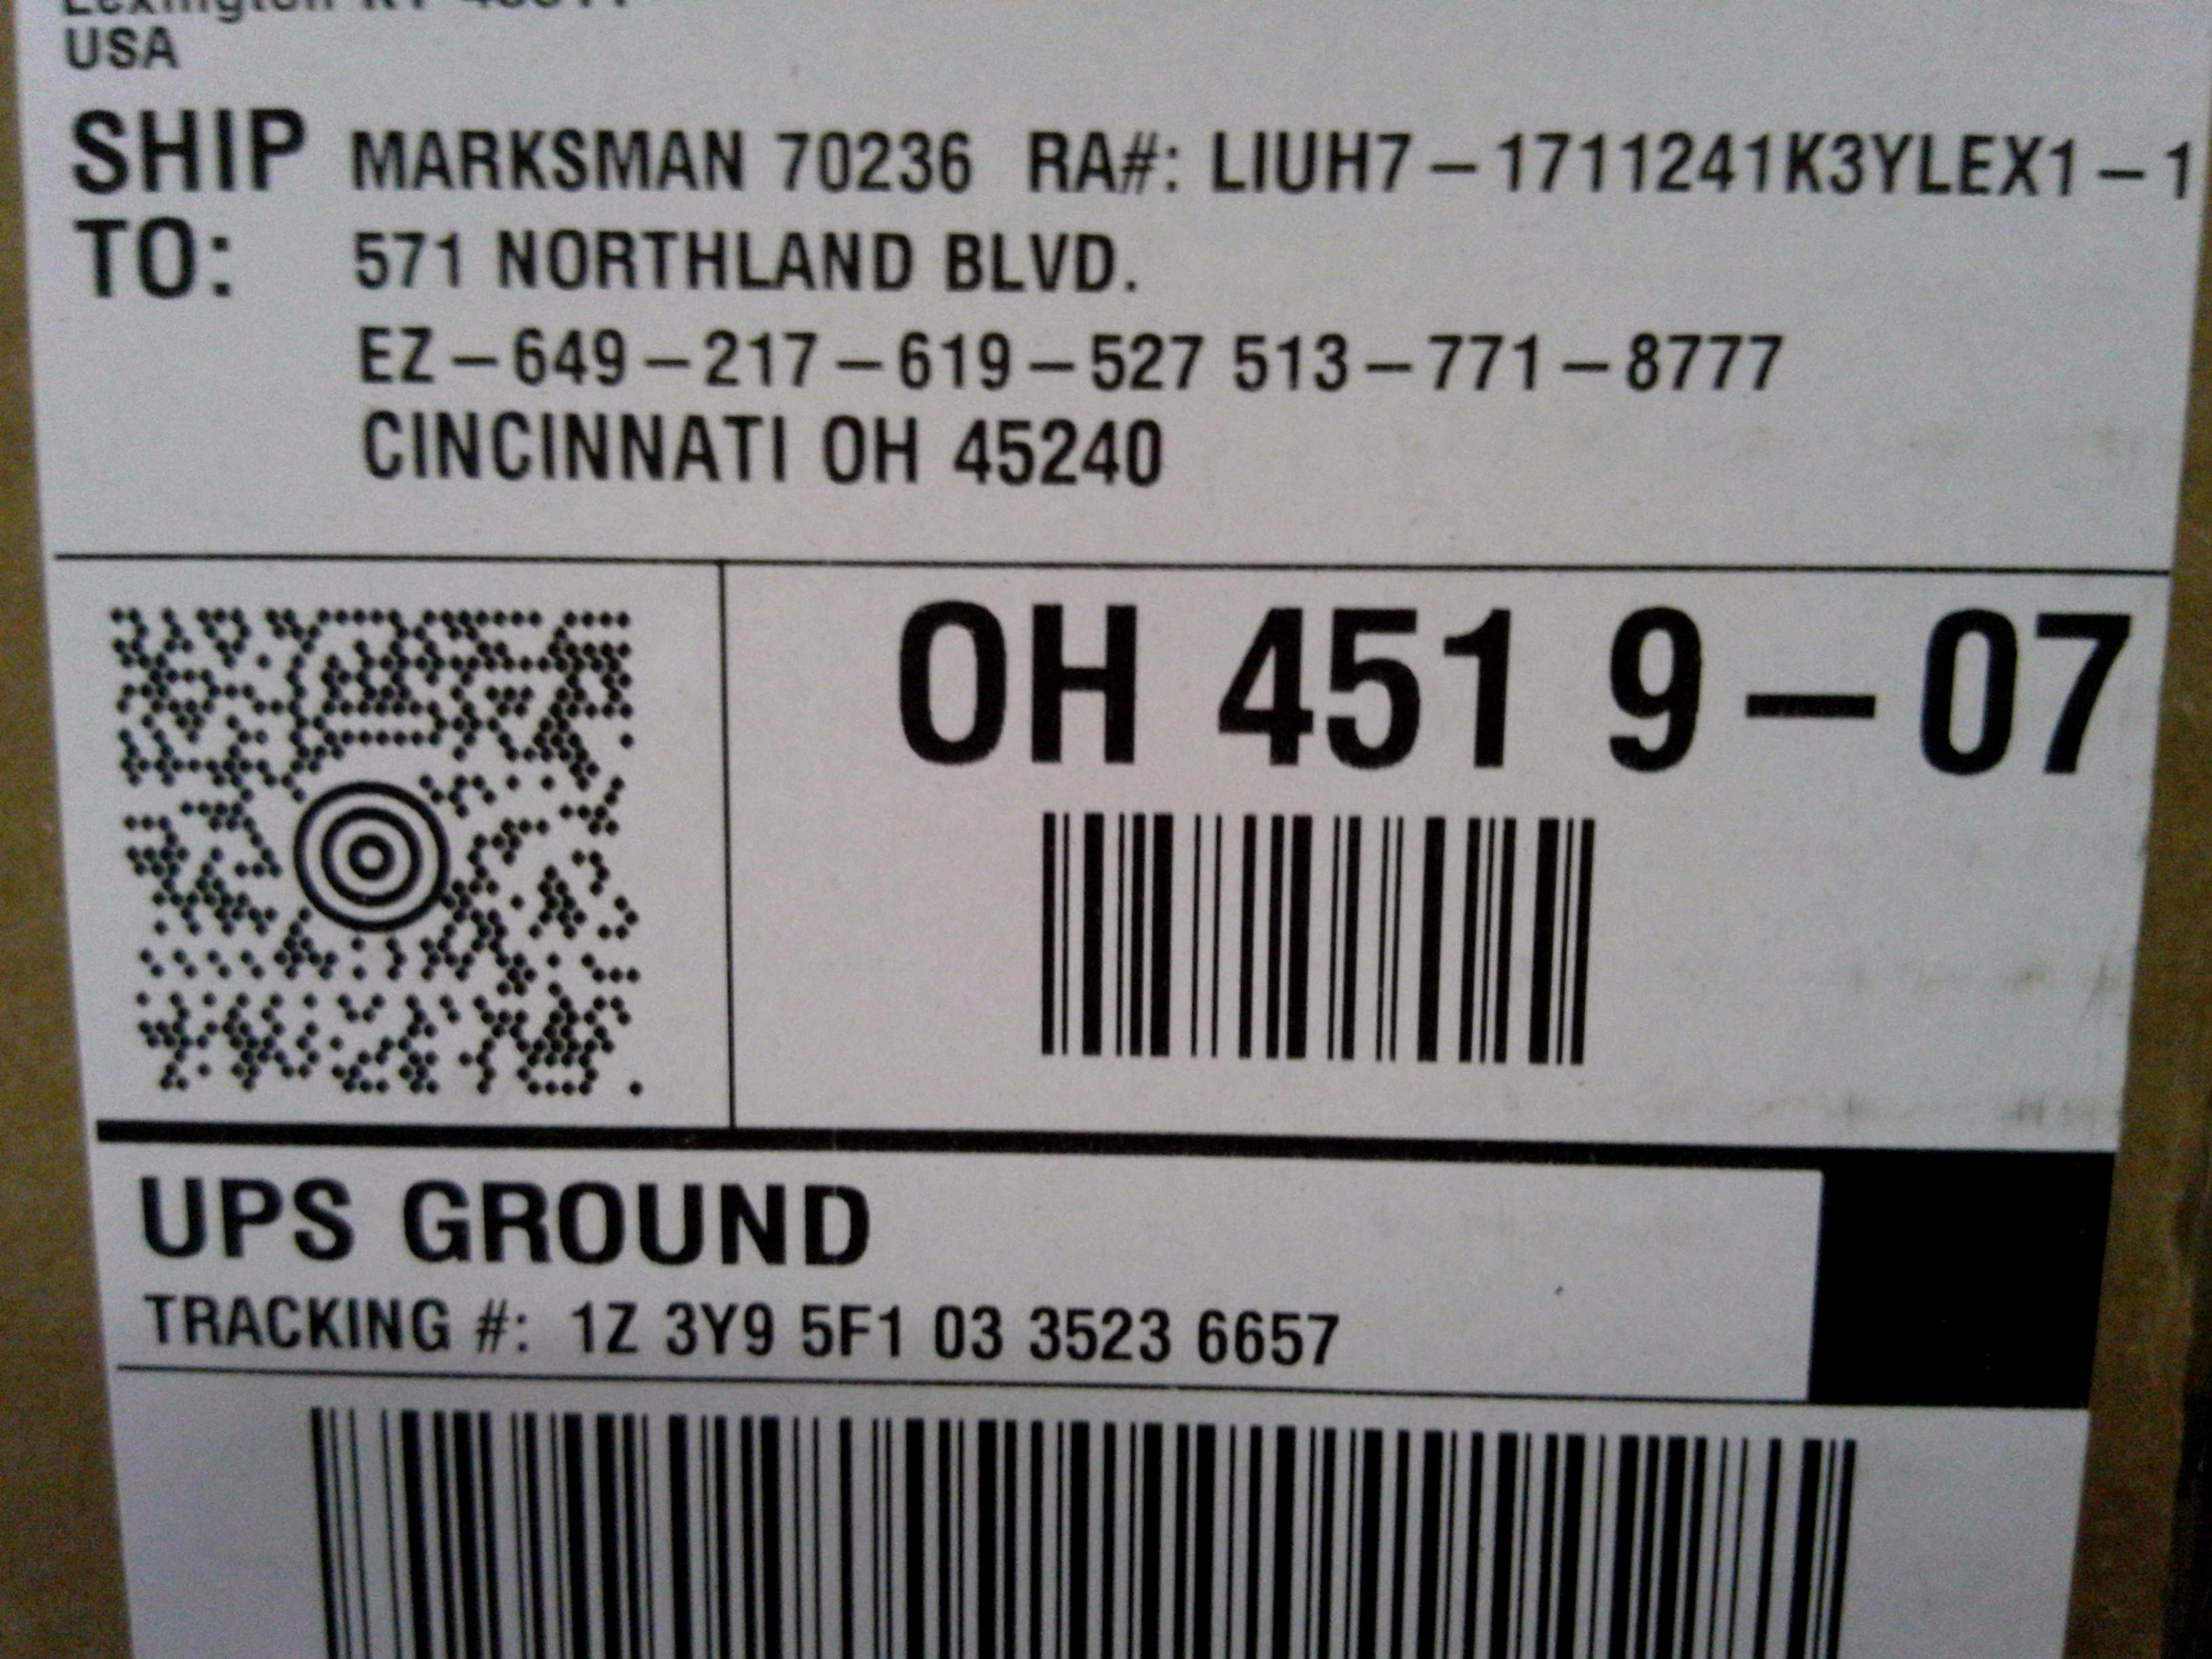 USA
SHIP TO:
MARKSMAN 70236 RA#: LIUH7-1711241K3YLEX1-1
571 NORTHLAND BLVD.
EZ-649-217-619-527 513-771-8777
CINCINNATI OH 45240
OH 451 9-07
UPS GROUND
TRACKING #: 1Z 3Y9 5F1 03 3523 6657